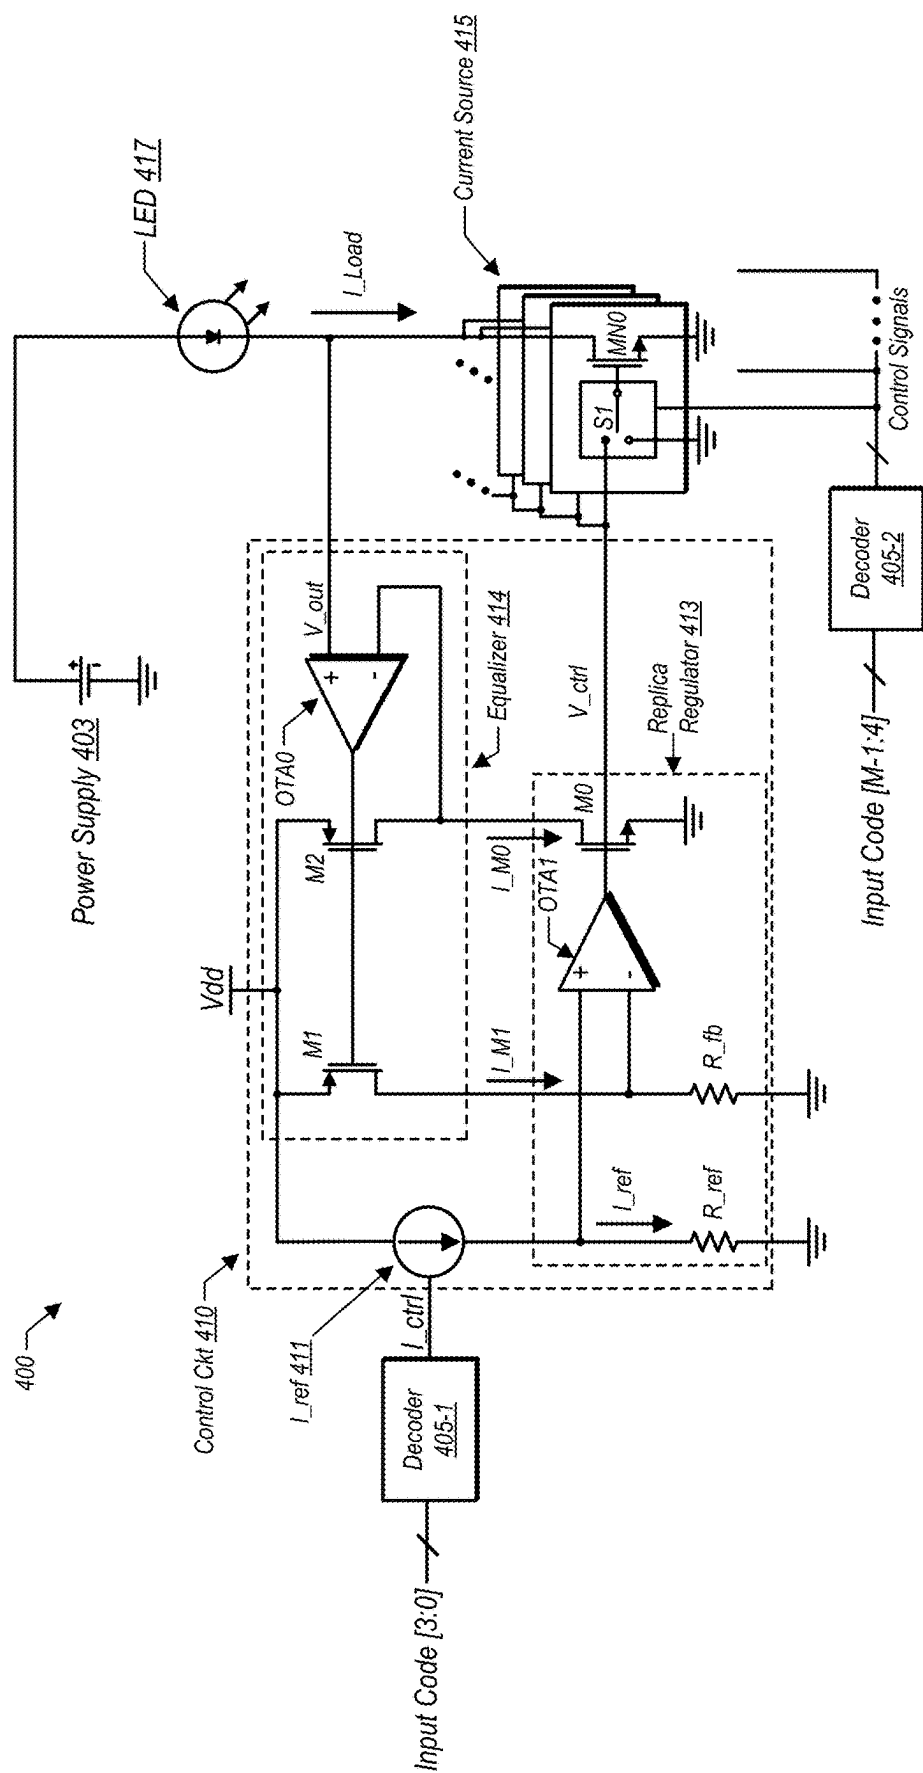 400
Power Supply 403
LED 417
Control Ckt 410
Vdd
I_Load
Current Source 415
I_ref 411
M1
M2
OTA0
+
-
+
-
V_out
Decoder
405-1
I_ctrl
Input Code [3:0]
Equalizer 414
I_M1
I_M0
OTA1
M0
+
-
V_ctrl
S1
MN0
I_ref
R_ref
R_fb
Replica
Regulator 413
Input Code [M-1:4]
Decoder
405-2
Control Signals